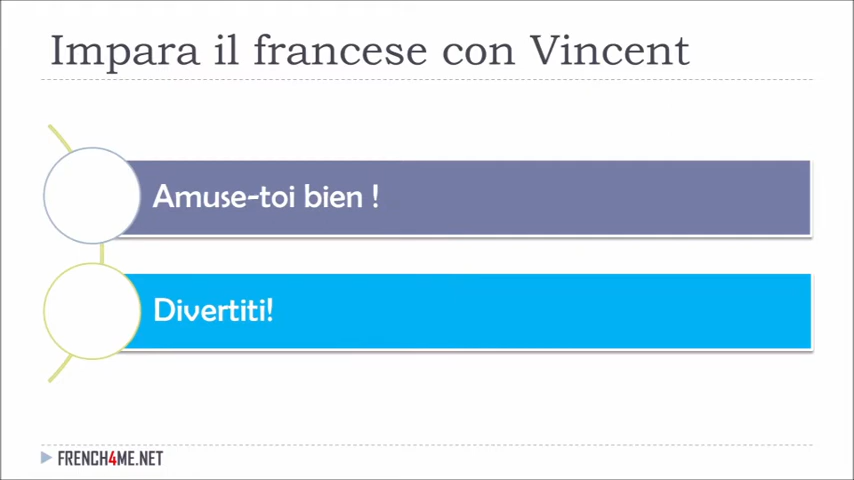 Impara il francese con Vincent
Amuse-toi bien !
Divertiti!
FRENCH4ME.NET